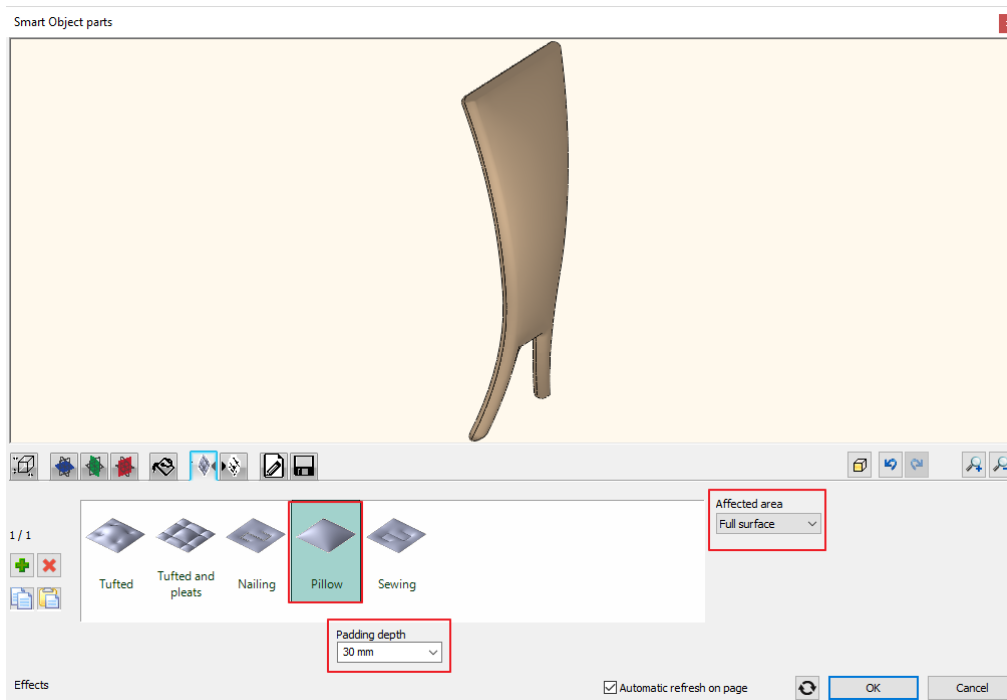 Smart Object parts
1 / 1
Tufted
Tufted and
pleats
Nailing
Pillow
Sewing
Affected area
Full surface
Padding depth
30 mm
Effects
Automatic refresh on page
OK
Cancel